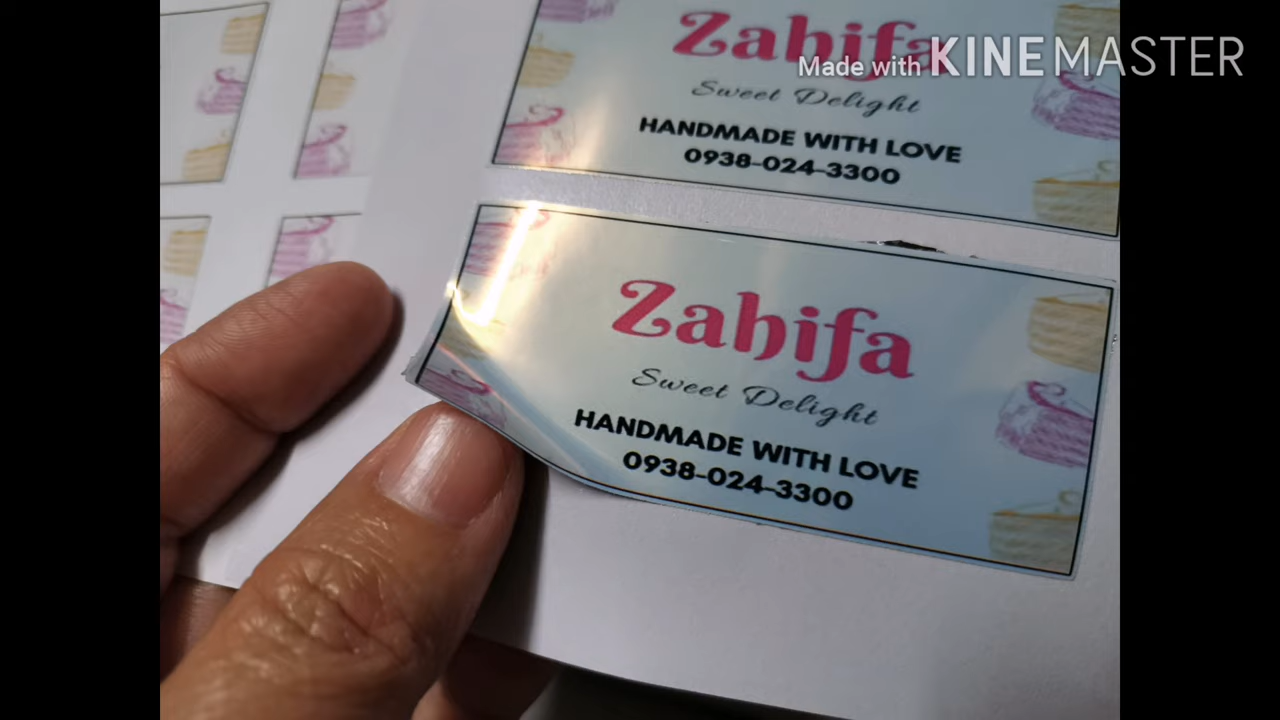 Zahifa
Made with KINEMASTER
Sweet Delight
HANDMADE WITH LOVE
0938-024-3300
Zahifa
Sweet Delight
HANDMADE WITH LOVE
0938-024-3300